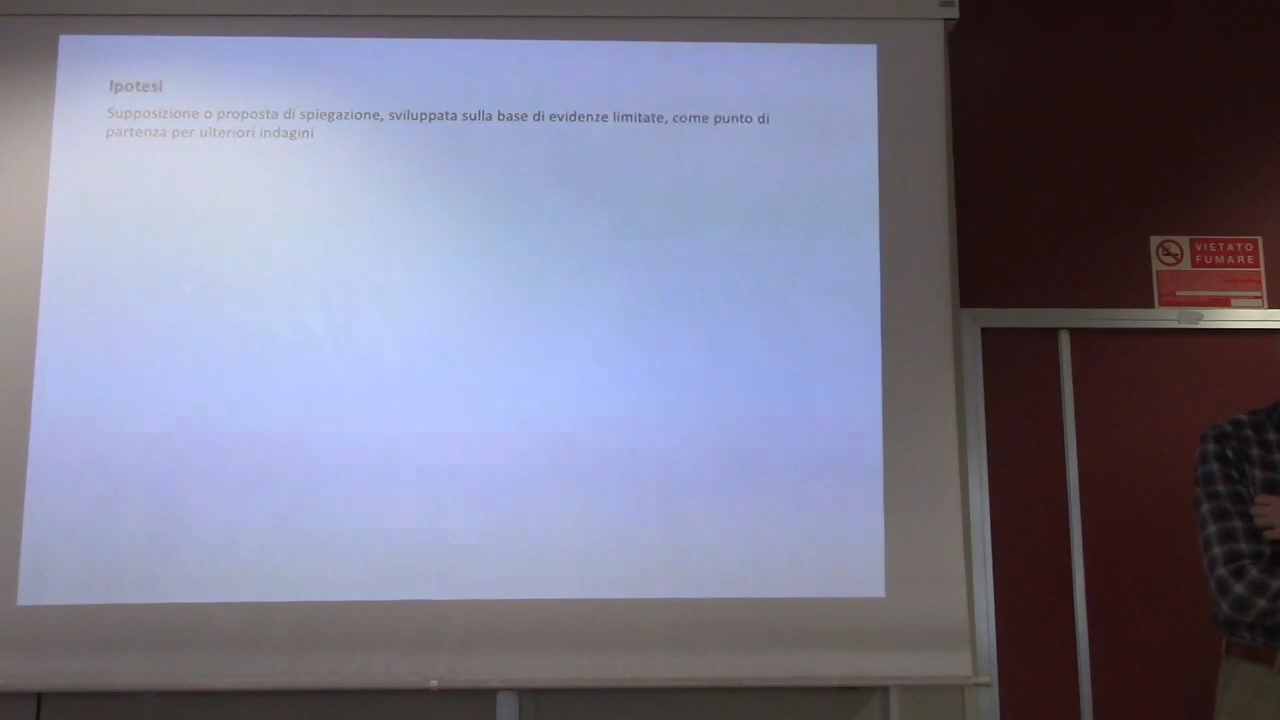 Ipotesi
Supposizione o proposta di spiegazione, sviluppata sulla base di evidenze limitate, come punto di
partenza per ulteriori indagini
VIETATO
FUMARE